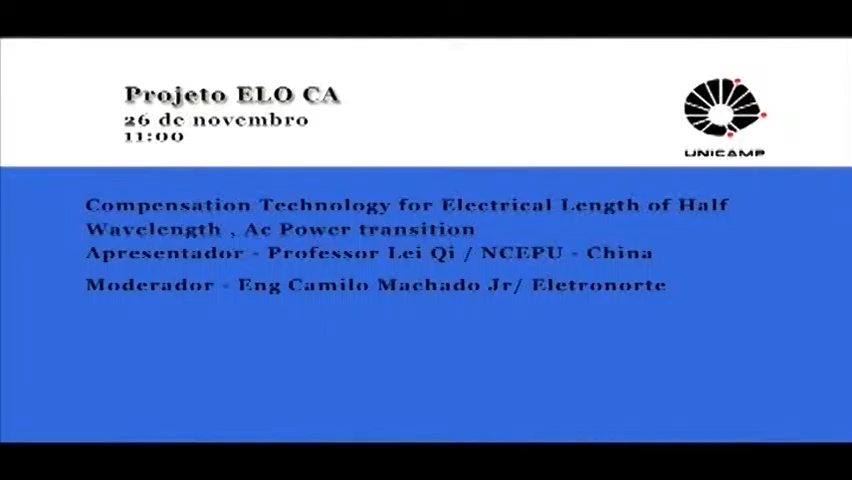 Projeto ELO CA
26 de novembro
11:00
UNICAMP
Compensation Technology for Electrical Length of Half
Wavelength , Ac Power transition
Apresentador - Professor Lei Qi / NCEPU - China
Moderador - Eng Camilo Machado Jr/ Eletronorte